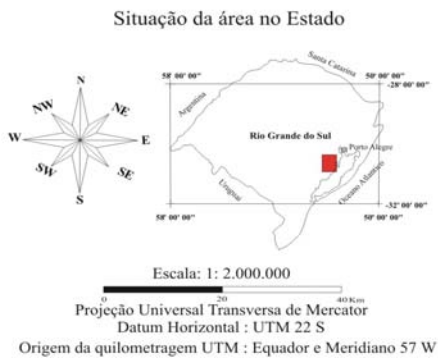 Situação da área no Estado
58' 00' 00"
50' 00' 00"
Santa Catarina
-28' 00' 00"
Argentina
N
NW
NE
W
E
SW
SE
S
Rio Grande do Sul
Porto Alegre
Uruguai
Oceano Atlantico
-32' 00' 00"
58' 00' 00"
50' 00' 00"
Escala: 1: 2.000.000
0
20
40 Km
Projeção Universal Transversa de Mercator
Datum Horizontal : UTM 22 S
Origem da quilometragem UTM : Equador e Meridiano 57 W